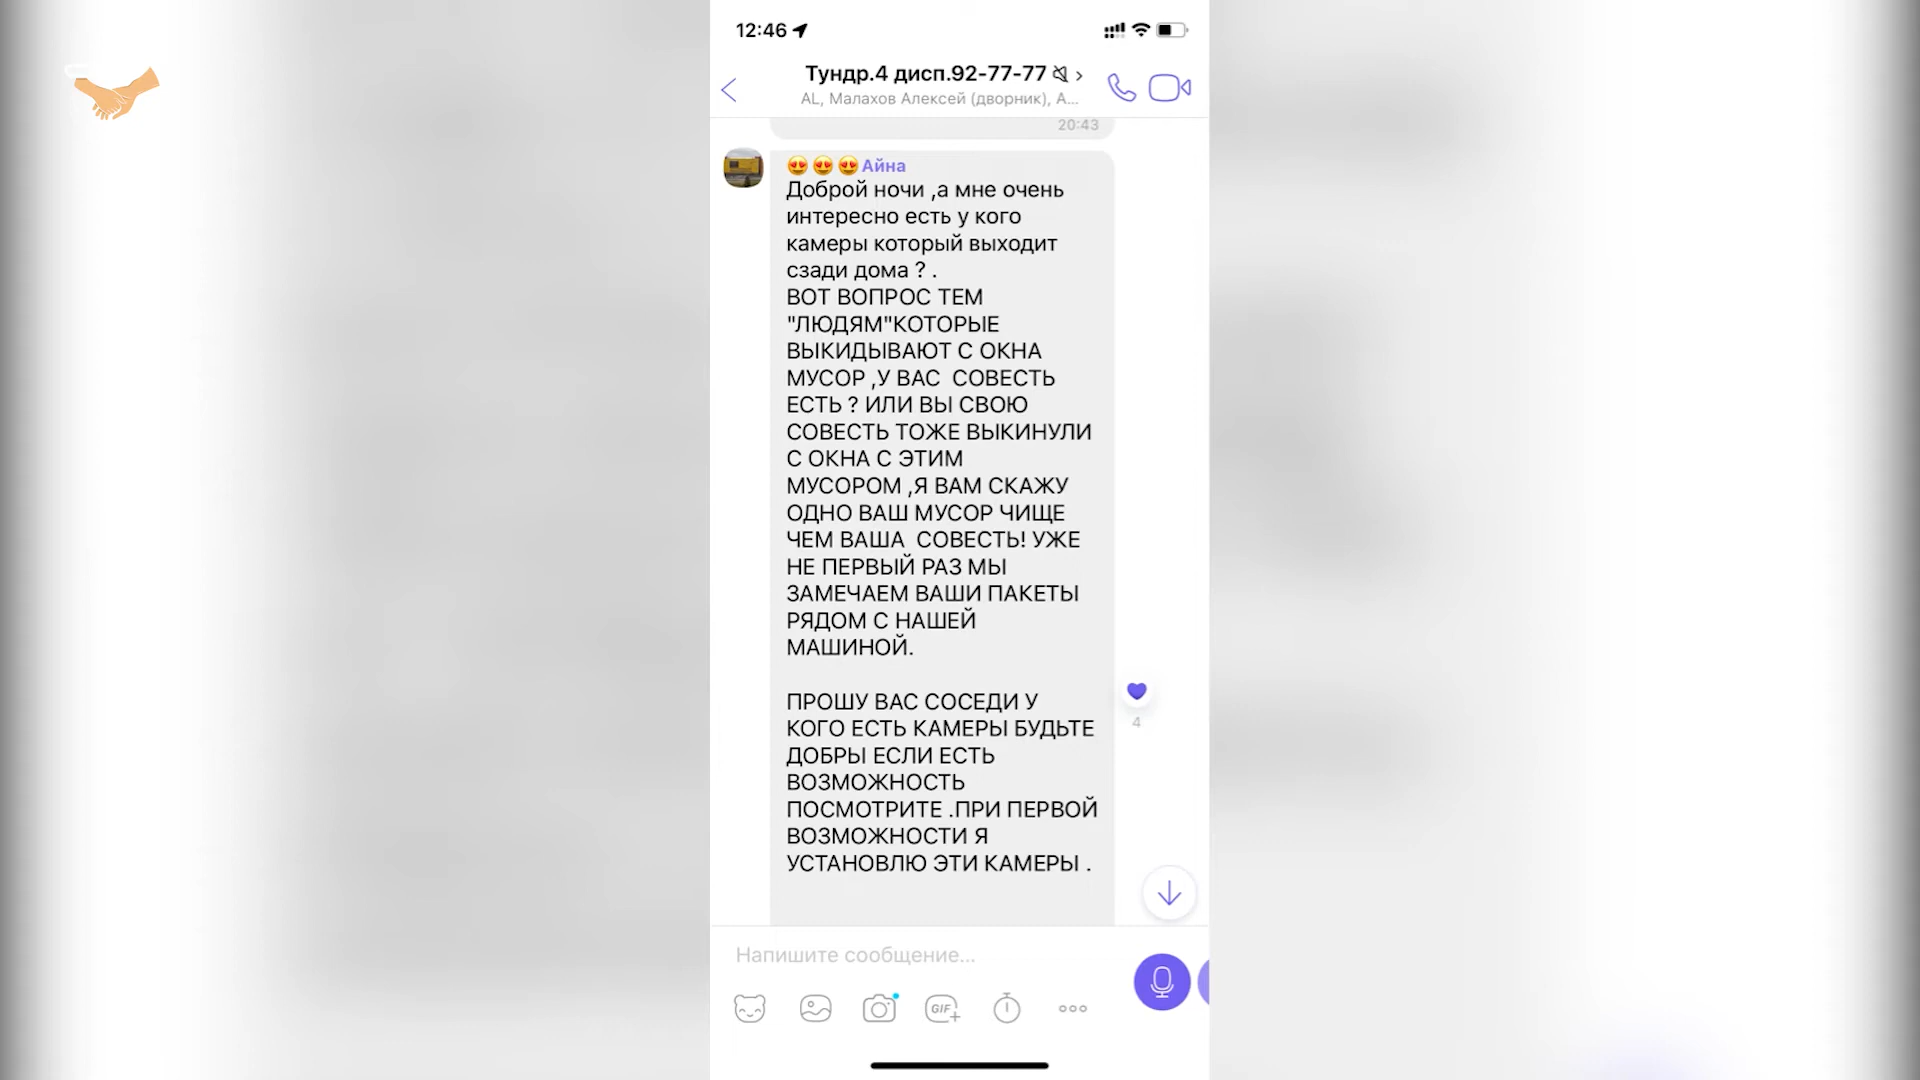 12:46
Тундр.4 дисп.92-77-77
AL, Малахов Алексей (дворник), А...
20:43
😍 😍 😍 Айна
Доброй ночи ,а мне очень
интересно есть у кого
камеры который выходит
сзади дома ? .
ВОТ ВОПРОС ТЕМ
"ЛЮДЯМ"КОТОРЫЕ
ВЫКИДЫВАЮТ С ОКНА
МУСОР ,У ВАС  СОВЕСТЬ
ЕСТЬ ? ИЛИ ВЫ СВОЮ
СОВЕСТЬ ТОЖЕ ВЫКИНУЛИ
С ОКНА С ЭТИМ
МУСОРОМ ,Я ВАМ СКАЖУ
ОДНО ВАШ МУСОР ЧИЩЕ
ЧЕМ ВАША  СОВЕСТЬ! УЖЕ
НЕ ПЕРВЫЙ РАЗ МЫ
ЗАМЕЧАЕМ ВАШИ ПАКЕТЫ
РЯДОМ С НАШЕЙ
МАШИНОЙ.
ПРОШУ ВАС СОСЕДИ У
КОГО ЕСТЬ КАМЕРЫ БУДЬТЕ
ДОБРЫ ЕСЛИ ЕСТЬ
ВОЗМОЖНОСТЬ
ПОСМОТРИТЕ .ПРИ ПЕРВОЙ
ВОЗМОЖНОСТИ Я
УСТАНОВЛЮ ЭТИ КАМЕРЫ .
4
Напишите сообщение...
GIF